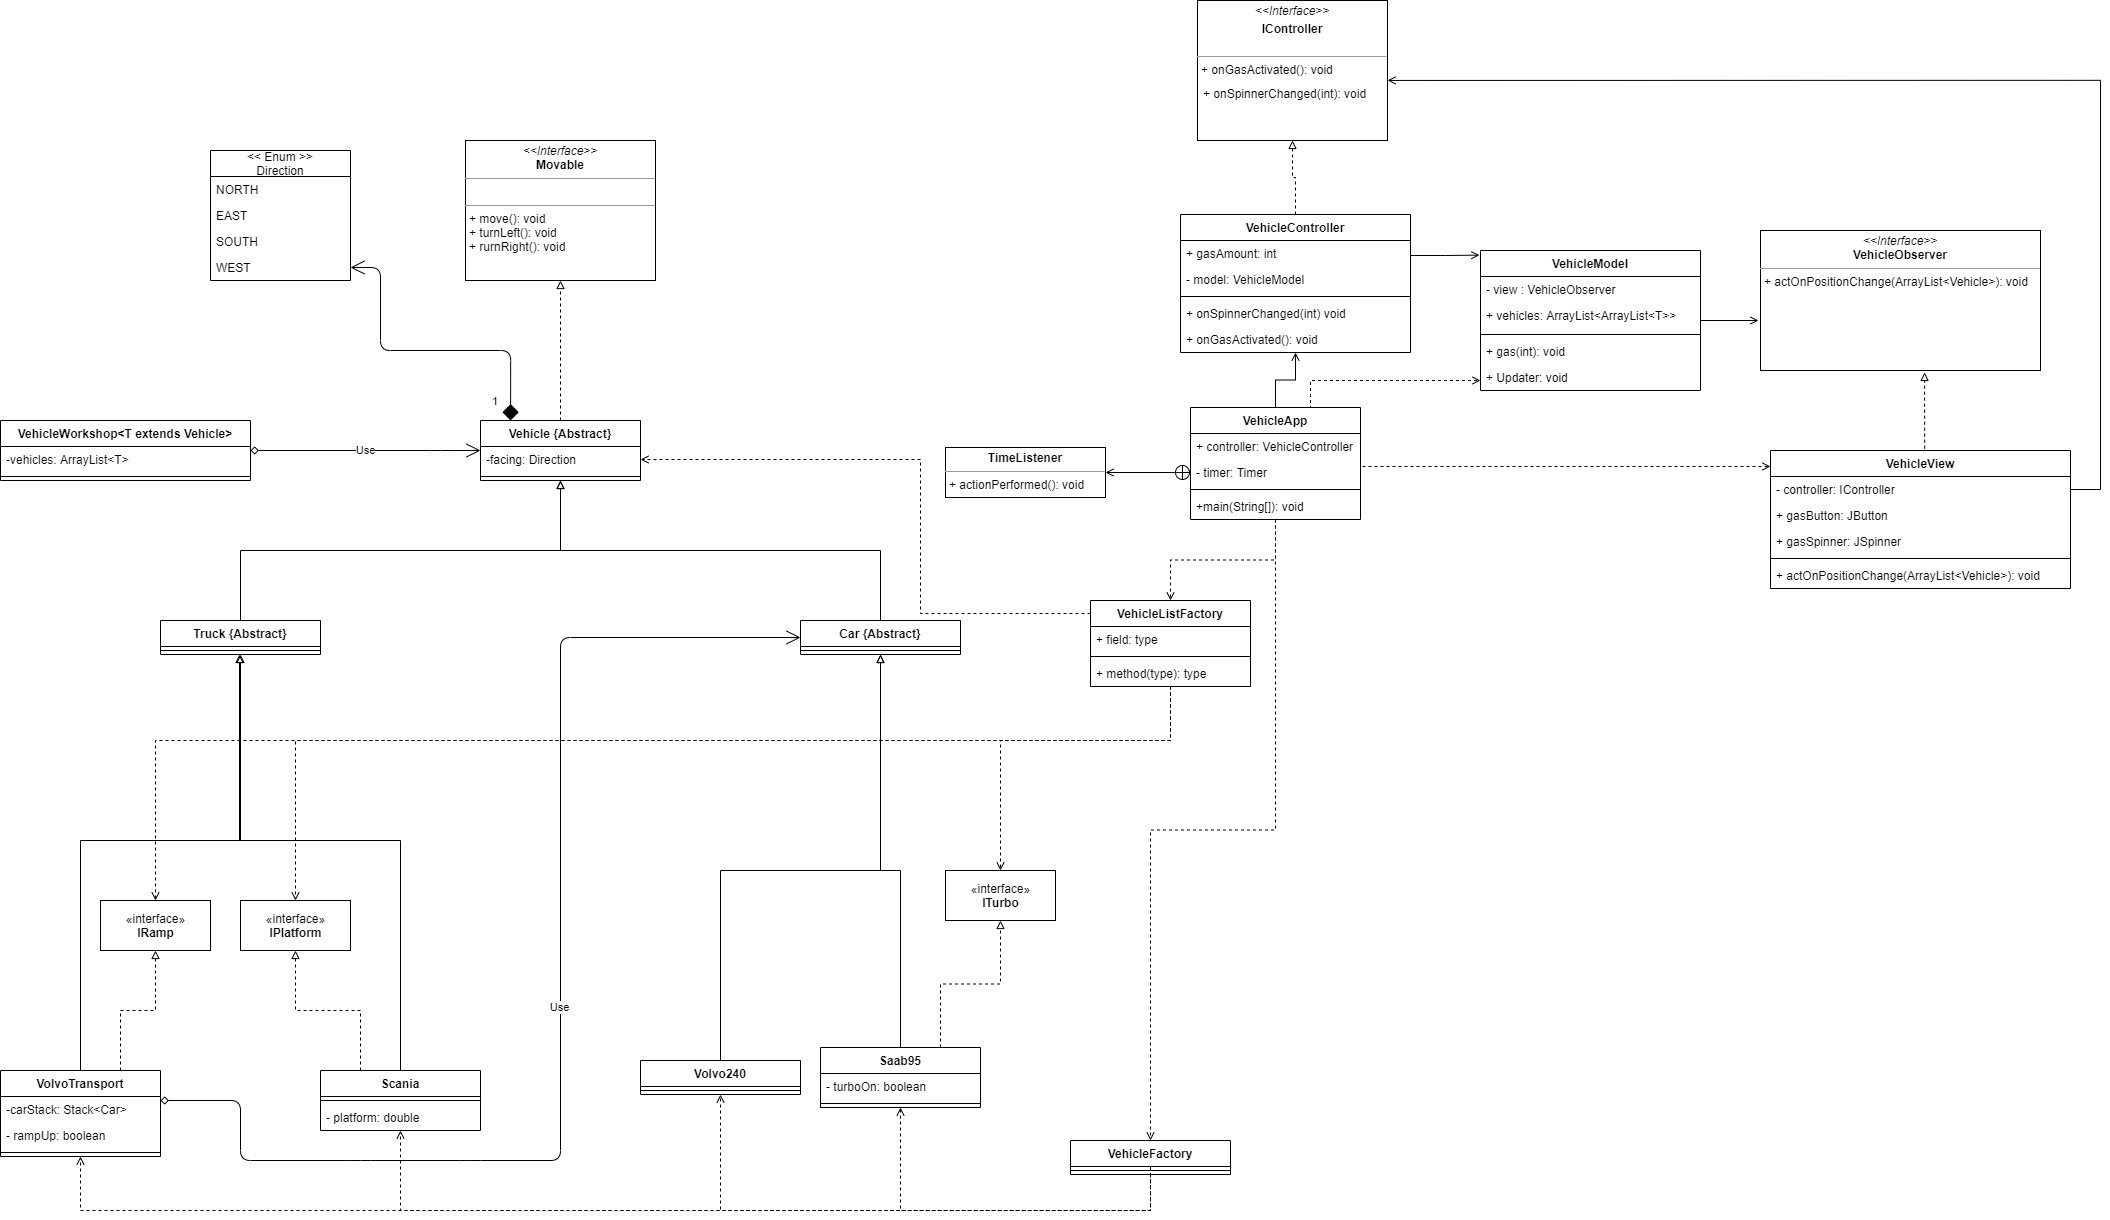 <<Interface>>
IController
+ onGasActivated(): void
+ onSpinnerChanged(int): void
<< Enum >>
Direction
NORTH
EAST
SOUTH
WEST
<<Interface>>
Movable
+ move(): void
+ turnLeft(): void
+ rurnRight(): void
VehicleController
+ gasAmount: int
- model: VehicleModel
+ onSpinnerChanged(int) void
+ onGasActivated(): void
VehicleModel
- view : VehicleObserver
+ vehicles: ArrayList<ArrayList<T>>
+ gas(int): void
+ Updater: void
<<Interface>>
VehicleObserver
+ actOnPositionChange(ArrayList<Vehicle>): void
1
VehicleWorkshop<T extends Vehicle>
-vehicles: ArrayList<T>
Use
Vehicle {Abstract}
-facing: Direction
TimeListener
+ actionPerformed(): void
VehicleApp
+ controller: VehicleController
- timer: Timer
+main(String[]): void
VehicleView
- controller: IController
+ gasButton: JButton
+ gasSpinner: JSpinner
+ actOnPositionChange(ArrayList<Vehicle>): void
Truck {Abstract}
Car {Abstract}
VehicleListFactory
+ field: type
+ method(type): type
«interface»
IRamp
«interface»
IPlatform
«interface»
ITurbo
Use
VolvoTransport
-carStack: Stack<Car>
- rampUp: boolean
Scania
- platform: double
Volvo240
Saab95
- turboOn: boolean
VehicleFactory